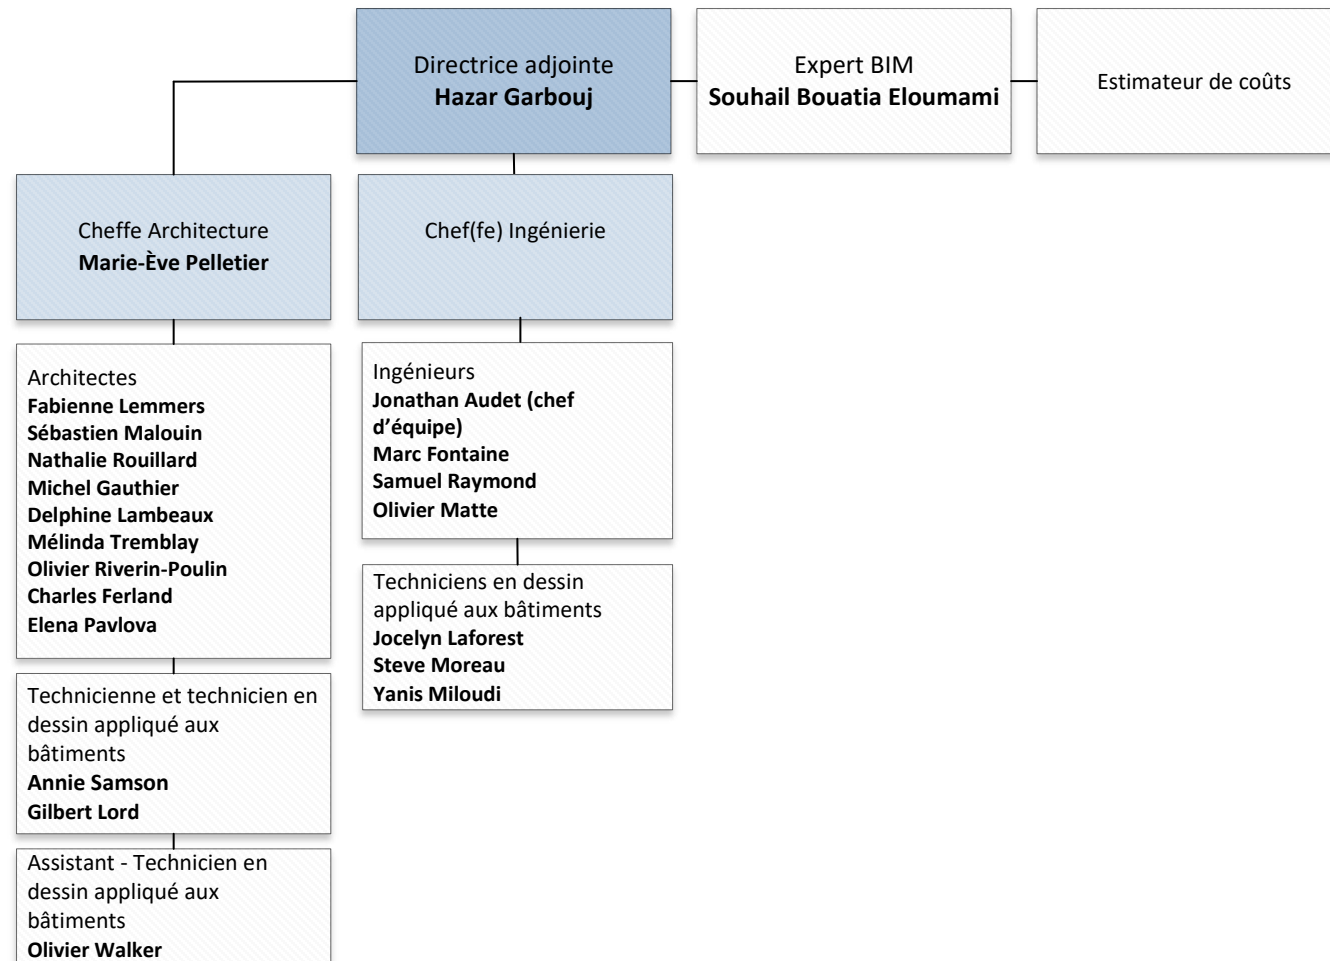 Directrice adjointe
Hazar Garbouj
Expert BIM
Souhail Bouatia Eloumami
Estimateur de coûts
Cheffe Architecture
Marie-Ève Pelletier
Chef(fe) Ingénierie
Architectes
Fabienne Lemmers
Sébastien Malouin
Nathalie Rouillard
Michel Gauthier
Delphine Lambeaux
Mélinda Tremblay
Olivier Riverin-Poulin
Charles Ferland
Elena Pavlova
Ingénieurs
Jonathan Audet (chef
d’équipe)
Marc Fontaine
Samuel Raymond
Olivier Matte
Techniciens en dessin
appliqué aux bâtiments
Jocelyn Laforest
Steve Moreau
Yanis Miloudi
Technicienne et technicien en
dessin appliqué aux
bâtiments
Annie Samson
Gilbert Lord
Assistant - Technicien en
dessin appliqué aux
bâtiments
Olivier Walker